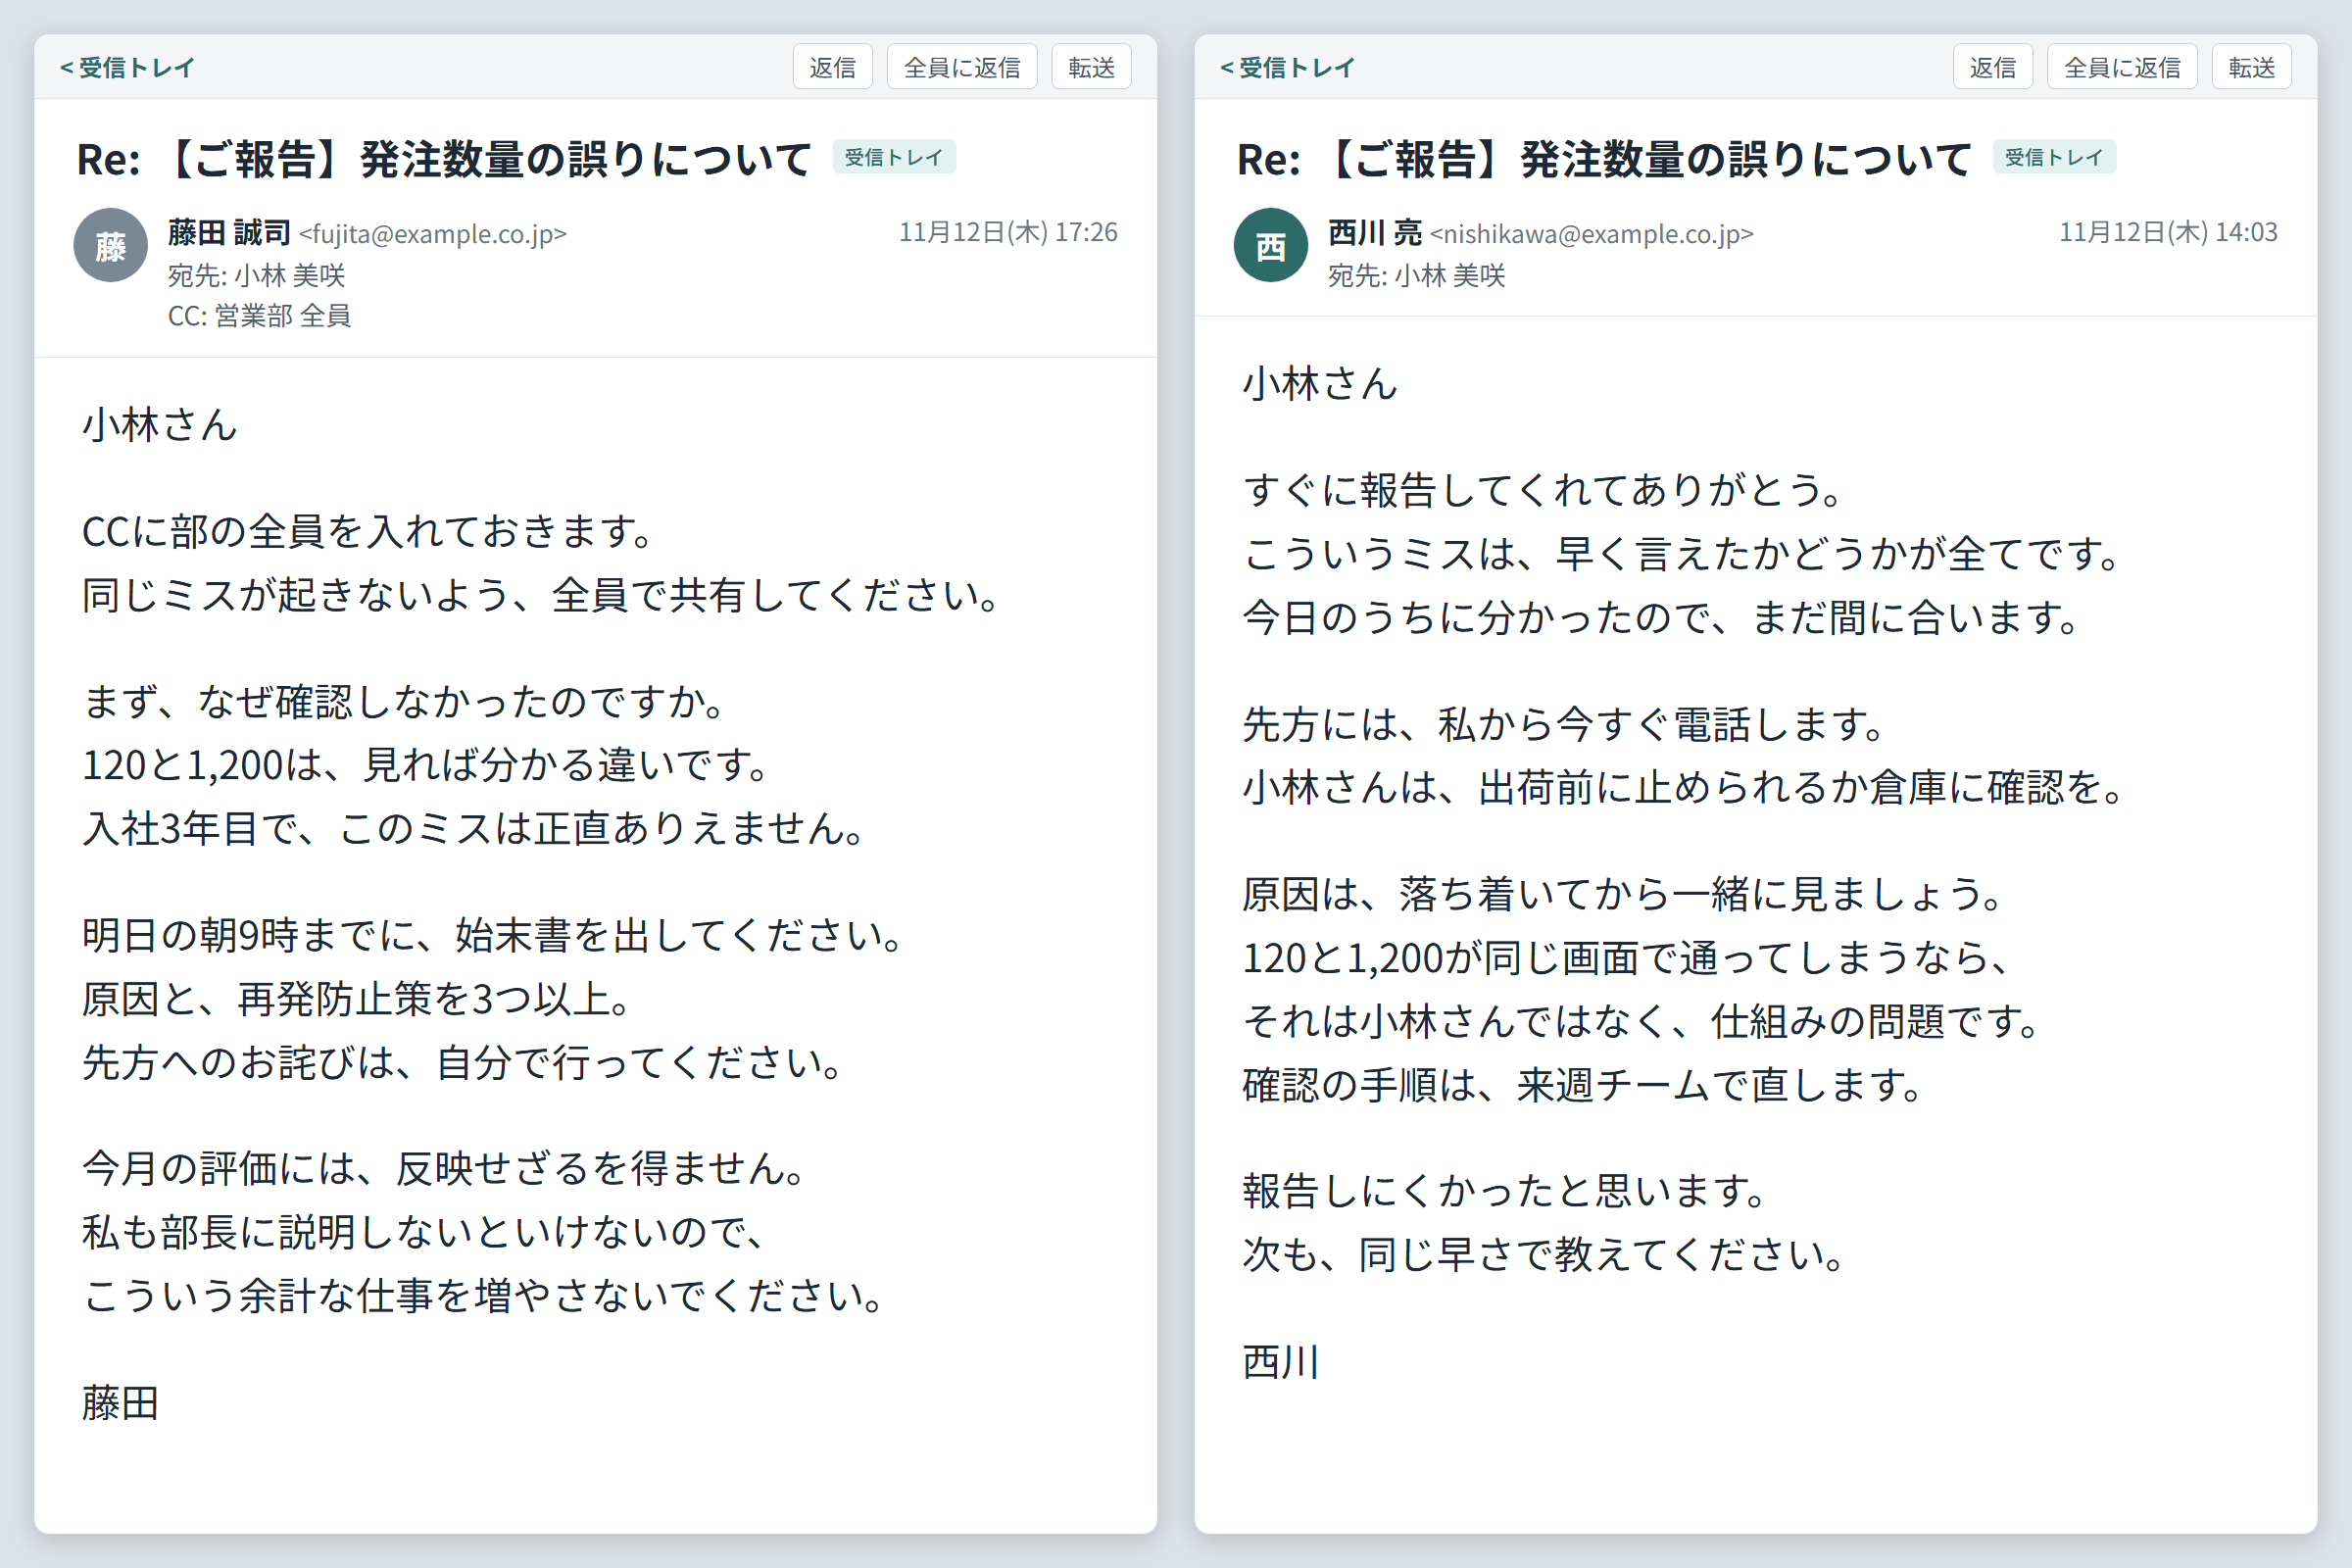 < 受信トレイ
返信
全員に返信
転送
Re: 【ご報告】発注数量の誤りについて
受信トレイ
藤
藤田 誠司 <fujita@example.co.jp>
11月12日(木) 17:26
宛先: 小林 美咲
CC: 営業部 全員
小林さん
CCに部の全員を入れておきます。
同じミスが起きないよう、全員で共有してください。
まず、なぜ確認しなかったのですか。
120と1,200は、見れば分かる違いです。
入社3年目で、このミスは正直ありえません。
明日の朝9時までに、始末書を出してください。
原因と、再発防止策を3つ以上。
先方へのお詫びは、自分で行ってください。
今月の評価には、反映せざるを得ません。
私も部長に説明しないといけないので、
こういう余計な仕事を増やさないでください。
藤田
< 受信トレイ
返信
全員に返信
転送
Re: 【ご報告】発注数量の誤りについて
受信トレイ
西
西川 亮 <nishikawa@example.co.jp>
11月12日(木) 14:03
宛先: 小林 美咲
小林さん
すぐに報告してくれてありがとう。
こういうミスは、早く言えたかどうかが全てです。
今日のうちに分かったので、まだ間に合います。
先方には、私から今すぐ電話します。
小林さんは、出荷前に止められるか倉庫に確認を。
原因は、落ち着いてから一緒に見ましょう。
120と1,200が同じ画面で通ってしまうなら、
それは小林さんではなく、仕組みの問題です。
確認の手順は、来週チームで直します。
報告しにくかったと思います。
次も、同じ早さで教えてください。
西川